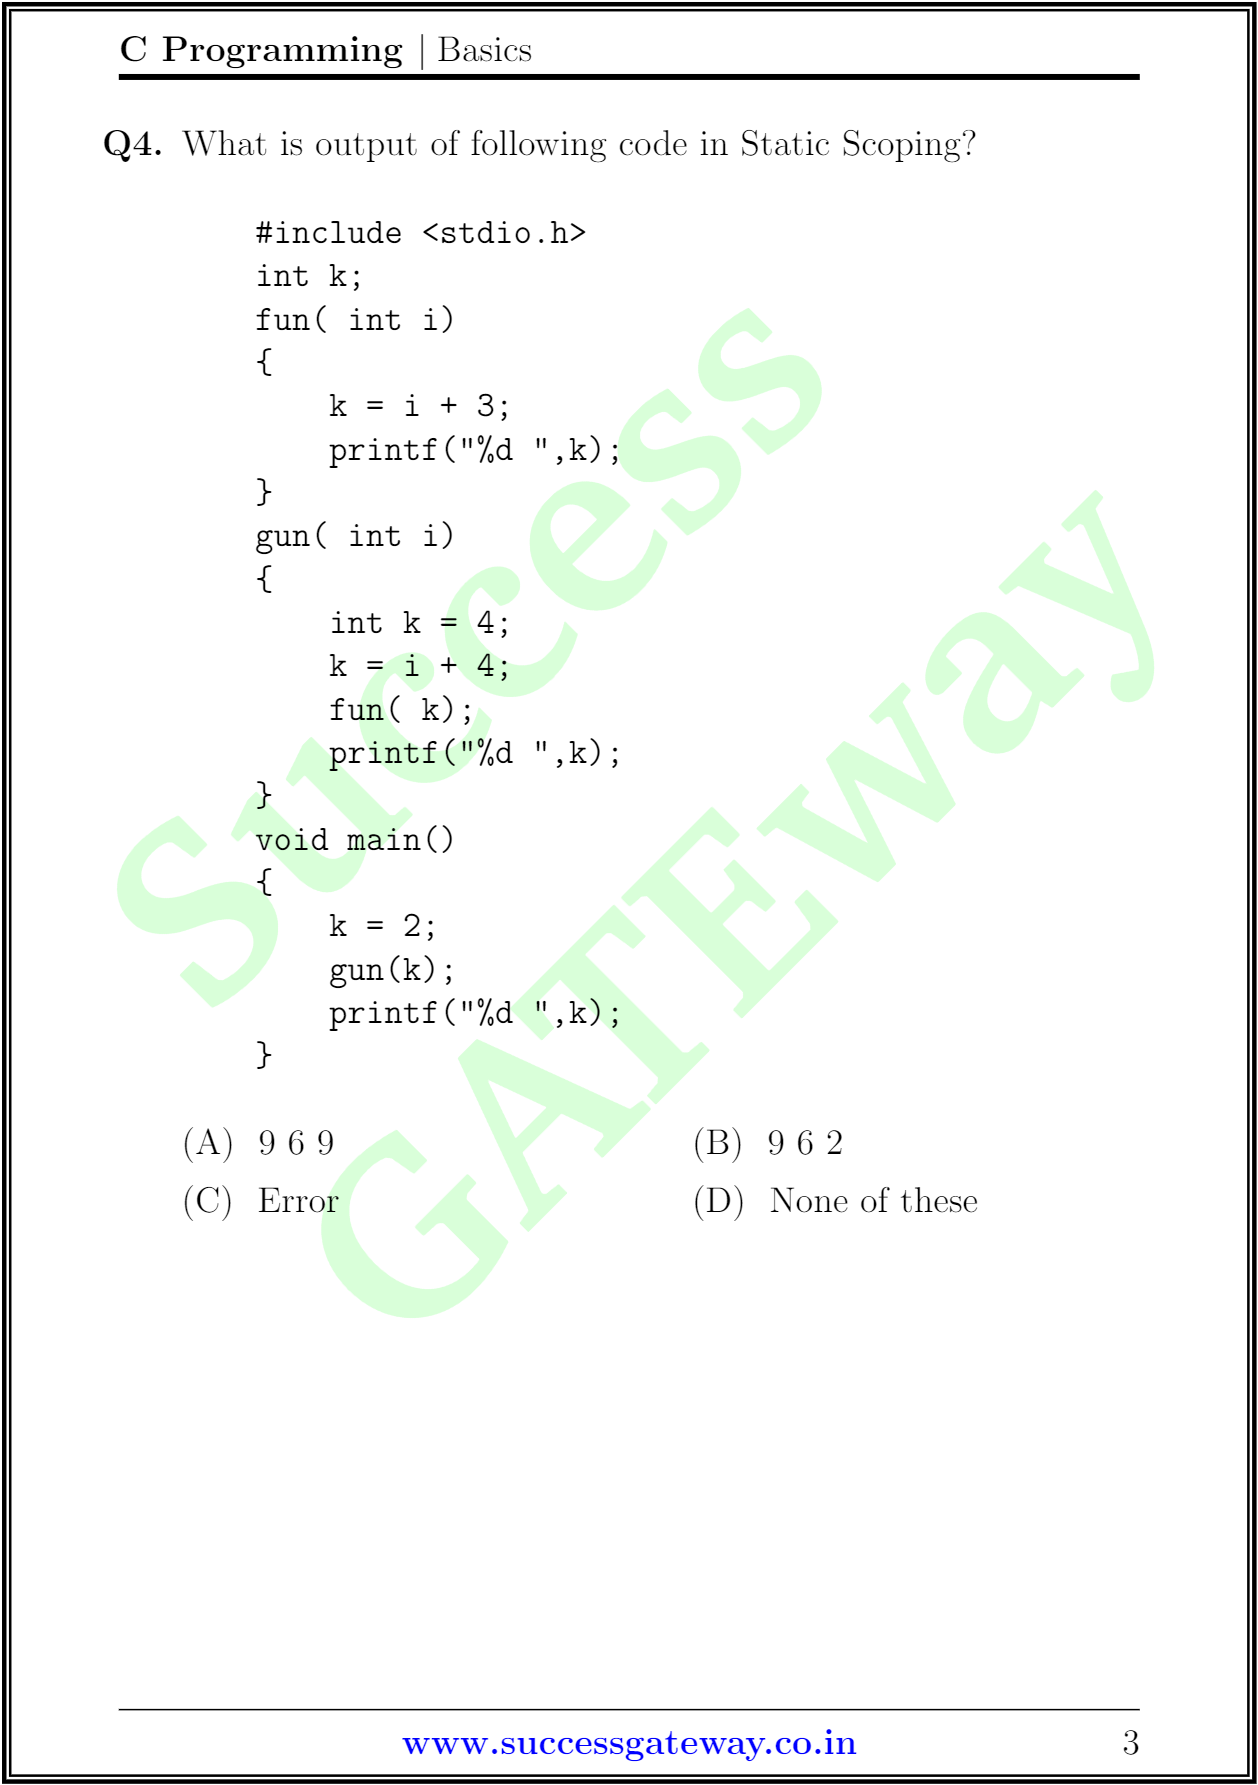 C Programming | Basics
Q4. What is output of following code in Static Scoping?
#include <stdio.h>
int k;
fun( int i)
{
    k = i + 3;
    printf("%d ",k);
}
gun( int i)
{
    int k = 4;
    k = i + 4;
    fun( k);
    printf("%d ",k);
}
void main()
{
    k = 2;
    gun(k);
    printf("%d ",k);
}
(A) 9 6 9 (B) 9 6 2
(C) Error (D) None of these
Success
GATEway
www.successgateway.co.in 3